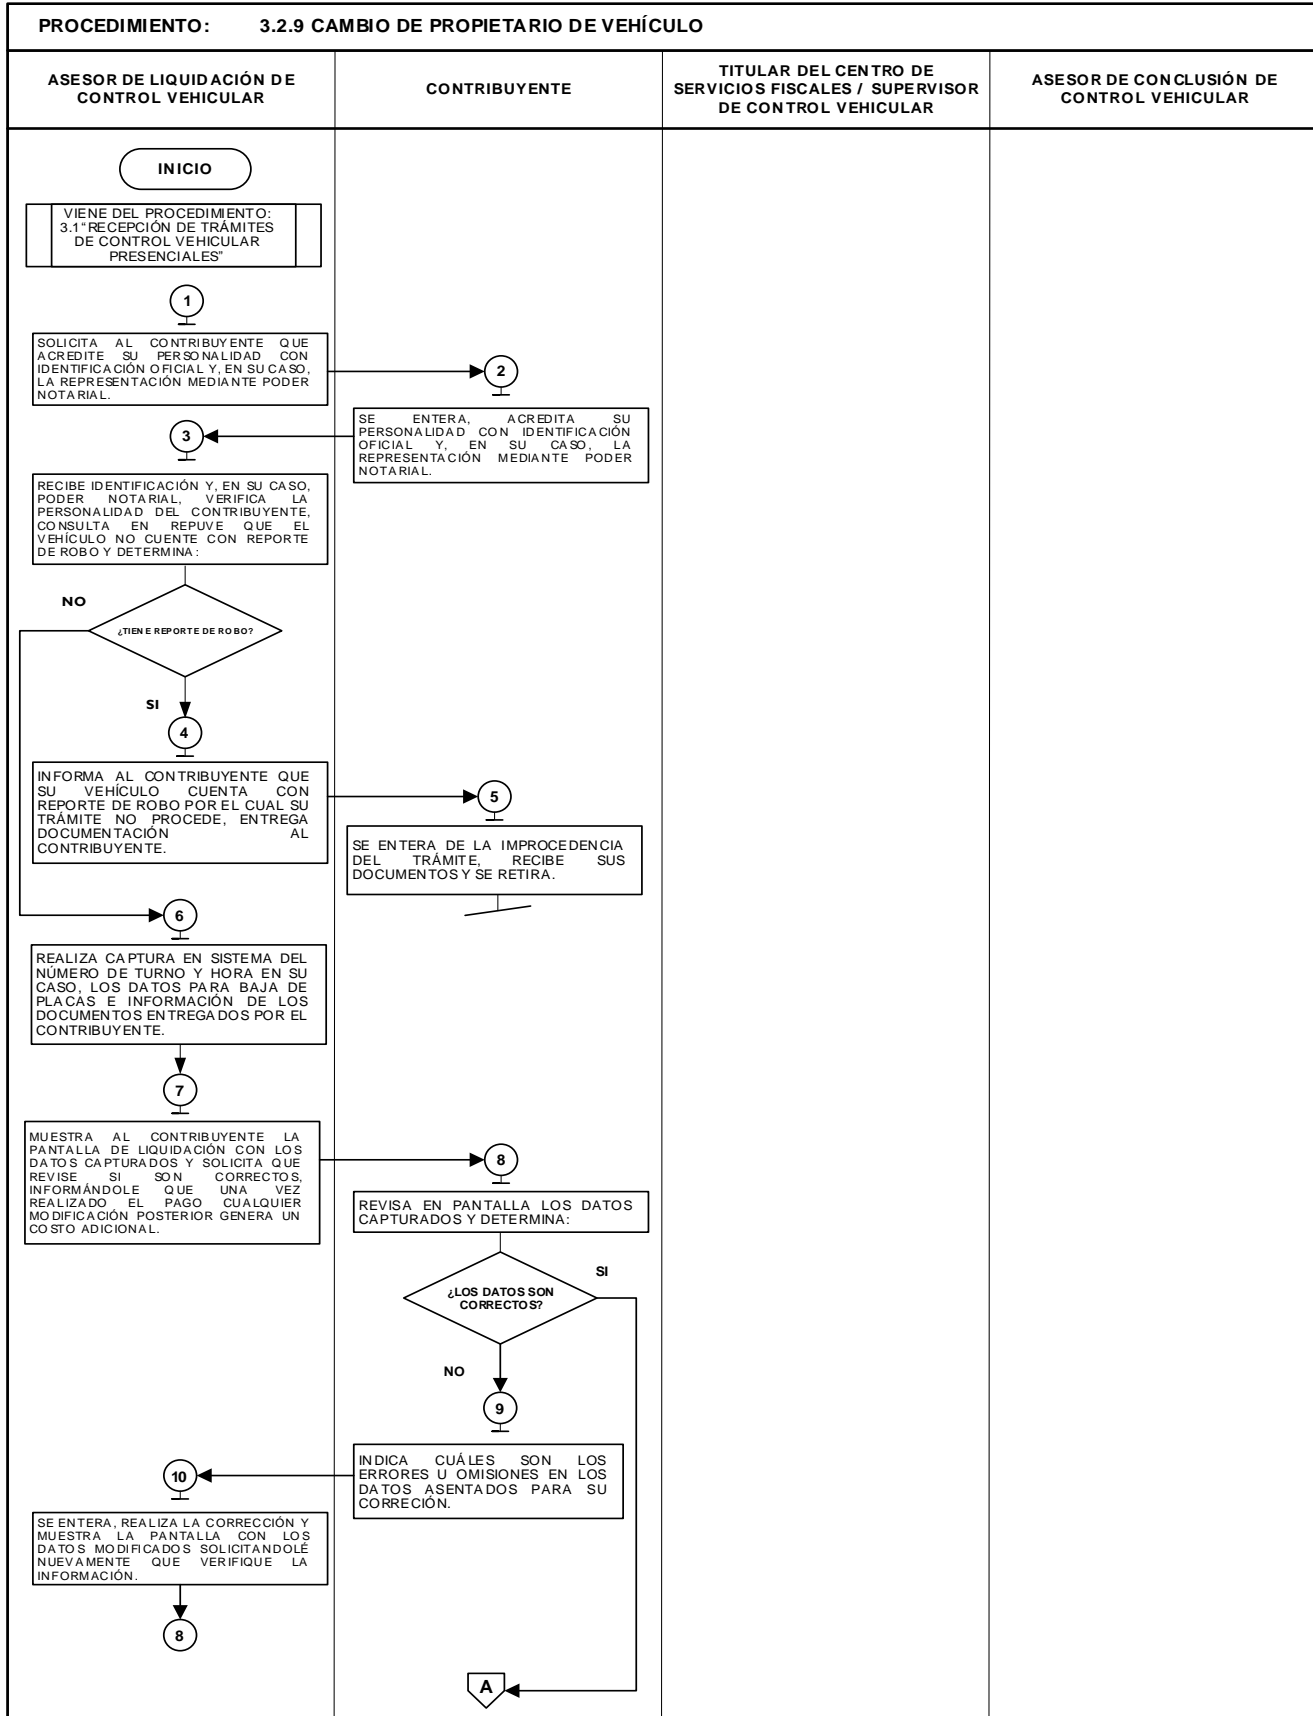 PROCEDIMIENTO: 3.2.9 CAMBIO DE PROPIETARIO DE VEHÍCULO
ASESOR DE LIQUIDACIÓN DE
CONTROL VEHICULAR
CONTRIBUYENTE
TITULAR DEL CENTRO DE
SERVICIOS FISCALES / SUPERVISOR
DE CONTROL VEHICULAR
ASESOR DE CONCLUSIÓN DE
CONTROL VEHICULAR
INICIO
VIENE DEL PROCEDIMIENTO:
3.1 "RECEPCIÓN DE TRÁMITES
DE CONTROL VEHICULAR
PRESENCIALES"
1
SOLICITA AL CONTRIBUYENTE QUE
ACREDITE SU PERSONALIDAD CON
IDENTIFICACIÓN OFICIAL Y, EN SU CASO,
LA REPRESENTACIÓN MEDIANTE PODER
NOTARIAL.
2
SE ENTERA, ACREDITA SU
PERSONALIDAD CON IDENTIFICACIÓN
OFICIAL Y, EN SU CASO, LA
REPRESENTACIÓN MEDIANTE PODER
NOTARIAL.
3
RECIBE IDENTIFICACIÓN Y, EN SU CASO,
PODER NOTARIAL, VERIFICA LA
PERSONALIDAD DEL CONTRIBUYENTE,
CONSULTA EN REPUVE QUE EL
VEHÍCULO NO CUENTE CON REPORTE
DE ROBO Y DETERMINA:
NO
¿TIENE REPORTE DE ROBO?
SI
4
INFORMA AL CONTRIBUYENTE QUE
SU VEHÍCULO CUENTA CON
REPORTE DE ROBO POR EL CUAL SU
TRÁMITE NO PROCEDE, ENTREGA
DOCUMENTACIÓN AL
CONTRIBUYENTE.
5
SE ENTERA DE LA IMPROCEDENCIA
DEL TRÁMITE, RECIBE SUS
DOCUMENTOS Y SE RETIRA.
6
REALIZA CAPTURA EN SISTEMA DEL
NÚMERO DE TURNO Y HORA EN SU
CASO, LOS DATOS PARA BAJA DE
PLACAS E INFORMACIÓN DE LOS
DOCUMENTOS ENTREGADOS POR EL
CONTRIBUYENTE.
7
MUESTRA AL CONTRIBUYENTE LA
PANTALLA DE LIQUIDACIÓN CON LOS
DATOS CAPTURADOS Y SOLICITA QUE
REVISE SI SON CORRECTOS,
INFORMÁNDOLE QUE UNA VEZ
REALIZADO EL PAGO CUALQUIER
MODIFICACIÓN POSTERIOR GENERA UN
COSTO ADICIONAL.
8
REVISA EN PANTALLA LOS DATOS
CAPTURADOS Y DETERMINA:
SI
¿LOS DATOS SON
CORRECTOS?
NO
9
INDICA CUÁLES SON LOS
ERRORES U OMISIONES EN LOS
DATOS ASENTADOS PARA SU
CORRECIÓN.
10
SE ENTERA, REALIZA LA CORRECCIÓN Y
MUESTRA LA PANTALLA CON LOS
DATOS MODIFICADOS SOLICITANDOLÉ
NUEVAMENTE QUE VERIFIQUE LA
INFORMACIÓN.
8
A